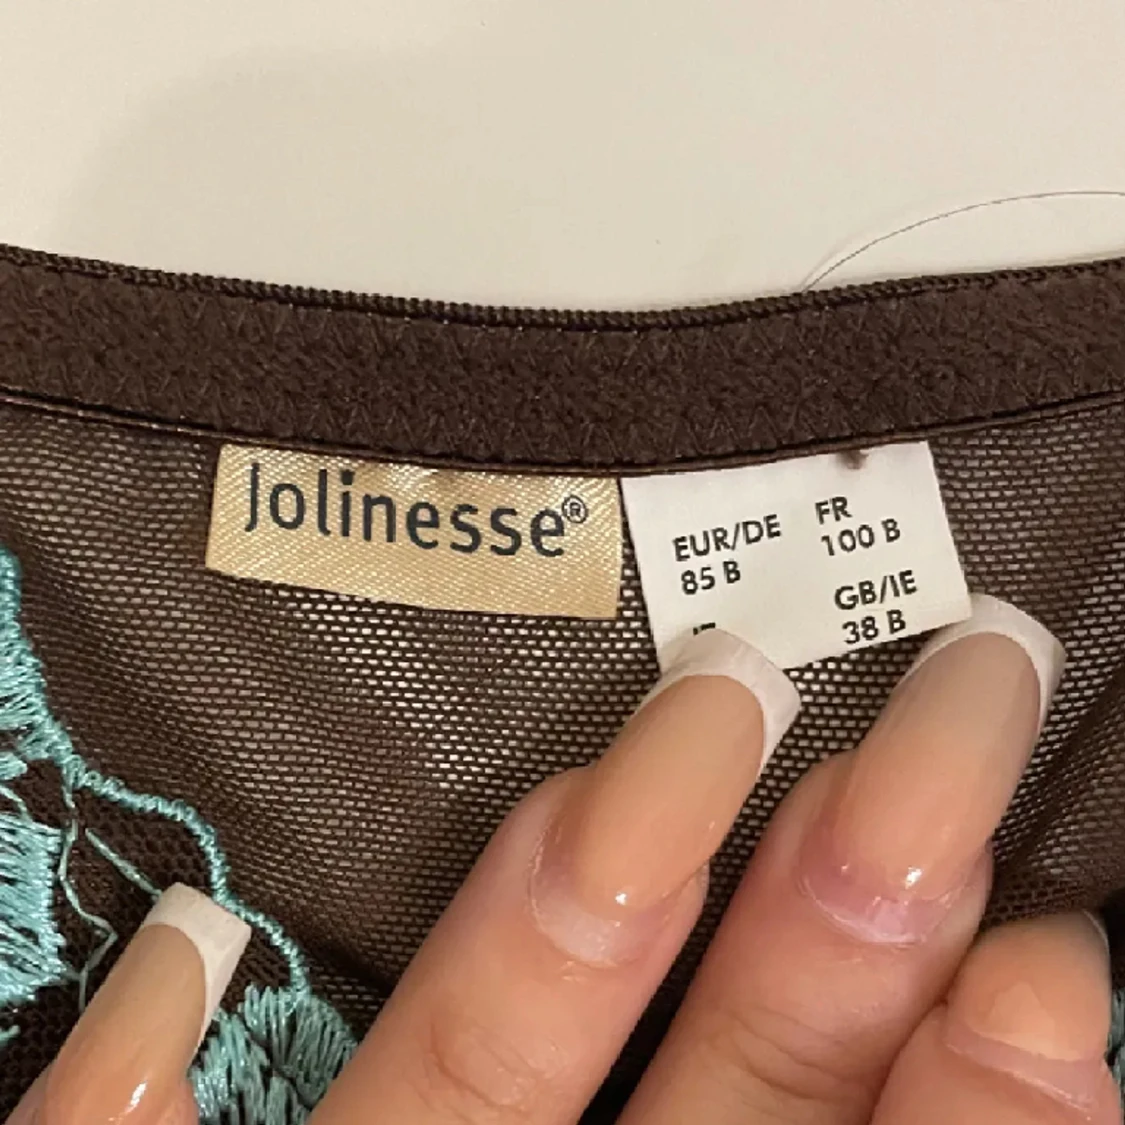 Jolinesse®
EUR/DE
85 B
FR
100 B
GB/IE
38 B